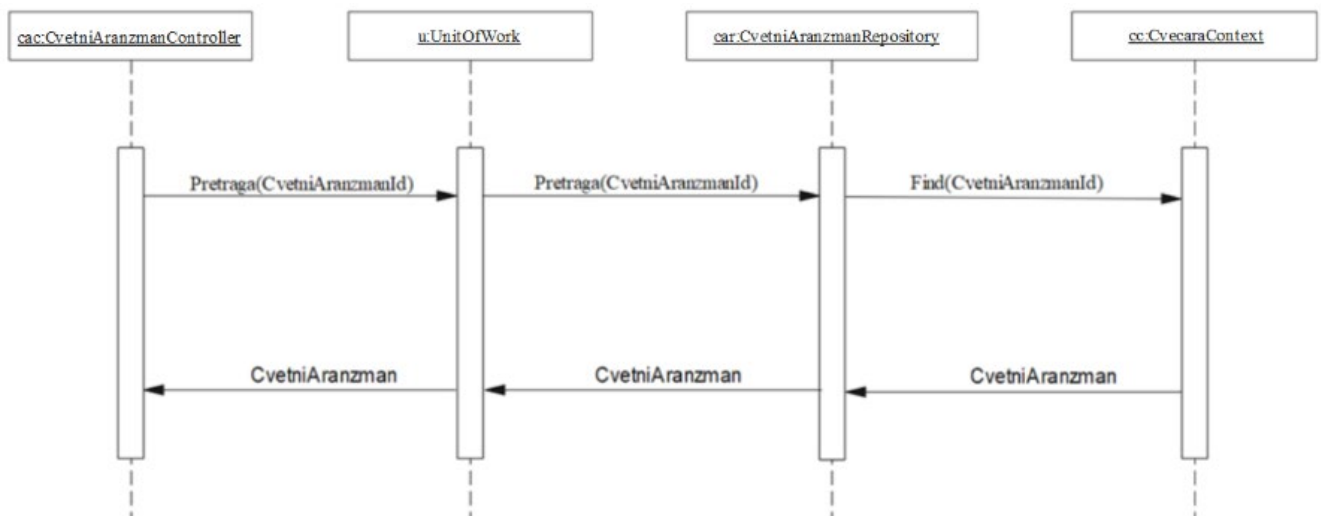 cac:CvetniAranzmanController
u:UnitOfWork
car:CvetniAranzmanRepository
cc:CvecaraContext
Pretraga(CvetniAranzmanId)
Pretraga(CvetniAranzmanId)
Find(CvetniAranzmanId)
CvetniAranzman
CvetniAranzman
CvetniAranzman